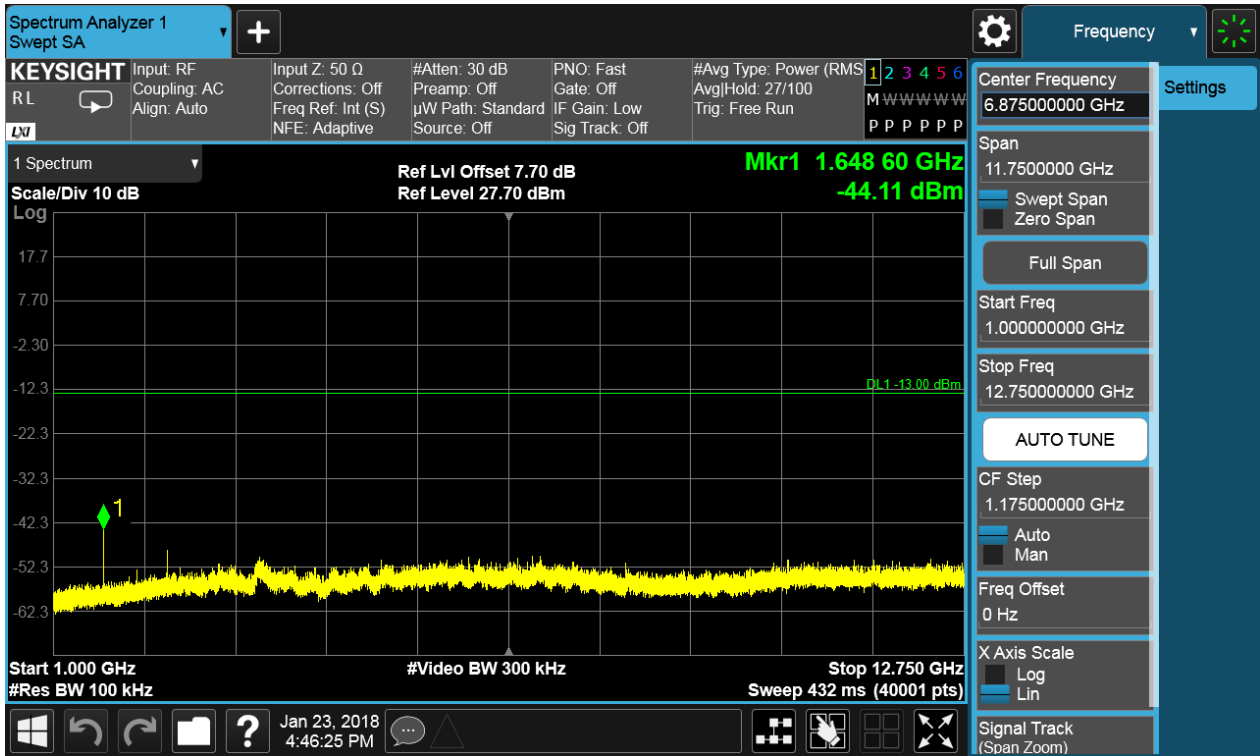 Spectrum Analyzer 1
Swept SA
Frequency
KEYSIGHT
RL
LXI
Input: RF
Coupling: AC
Align: Auto
Input Z: 50 Ω
Corrections: Off
Freq Ref: Int (S)
NFE: Adaptive
#Atten: 30 dB
Preamp: Off
µW Path: Standard
Source: Off
PNO: Fast
Gate: Off
IF Gain: Low
Sig Track: Off
#Avg Type: Power (RMS
Avg|Hold: 27/100
Trig: Free Run
1 2 3 4 5 6
M W W W W W
P P P P P P
1 Spectrum
Scale/Div 10 dB
Log
Ref Lvl Offset 7.70 dB
Ref Level 27.70 dBm
Mkr1 1.648 60 GHz
-44.11 dBm
17.7
7.70
-2.30
-12.3
DL1 -13.00 dBm
-22.3
-32.3
1
-42.3
-52.3
-62.3
Start 1.000 GHz
#Video BW 300 kHz
Stop 12.750 GHz
#Res BW 100 kHz
Sweep 432 ms (40001 pts)
Jan 23, 2018
4:46:25 PM
Center Frequency
6.875000000 GHz
Settings
Span
11.7500000 GHz
Swept Span
Zero Span
Full Span
Start Freq
1.000000000 GHz
Stop Freq
12.750000000 GHz
AUTO TUNE
CF Step
1.175000000 GHz
Auto
Man
Freq Offset
0 Hz
X Axis Scale
Log
Lin
Signal Track
(Span Zoom)